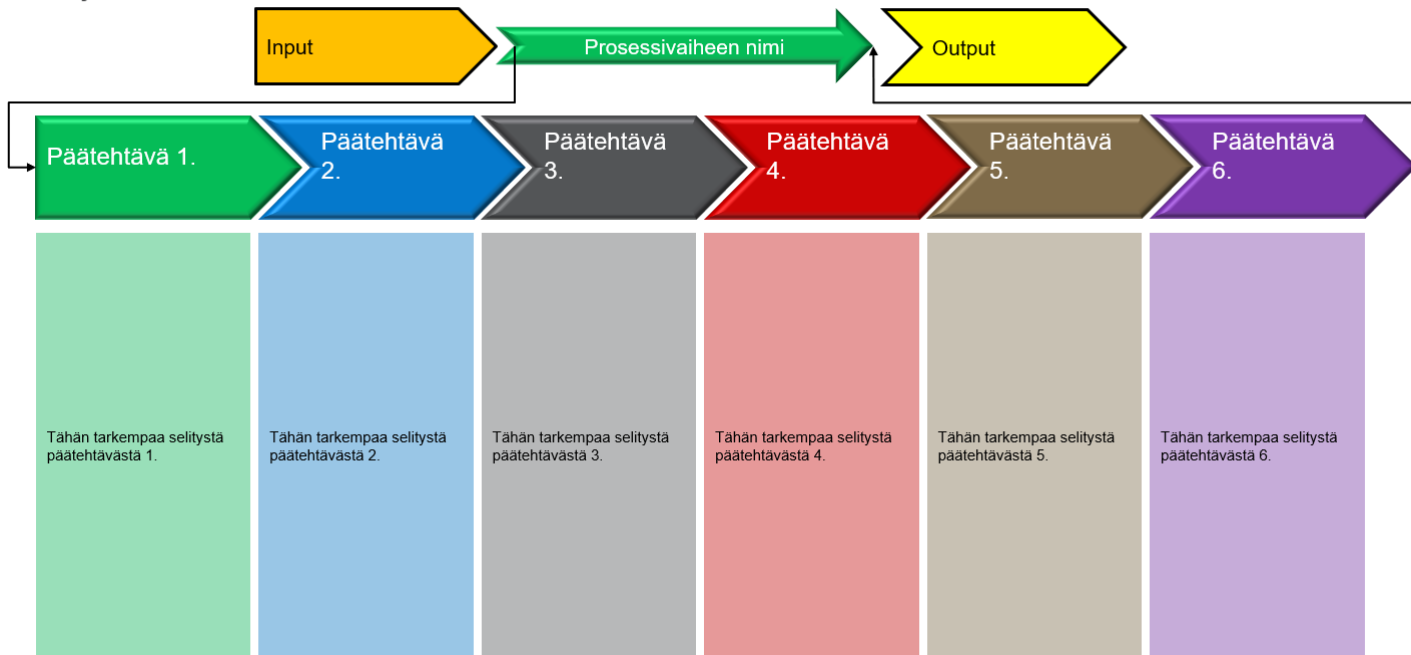 Input
Prosessivaiheen nimi
Output
Päätehtävä 1.
Päätehtävä
2.
Päätehtävä
3.
Päätehtävä
4.
Päätehtävä
5.
Päätehtävä
6.
Tähän tarkempaa selitystä
päätehtävästä 1.
Tähän tarkempaa selitystä
päätehtävästä 2.
Tähän tarkempaa selitystä
päätehtävästä 3.
Tähän tarkempaa selitystä
päätehtävästä 4.
Tähän tarkempaa selitystä
päätehtävästä 5.
Tähän tarkempaa selitystä
päätehtävästä 6.